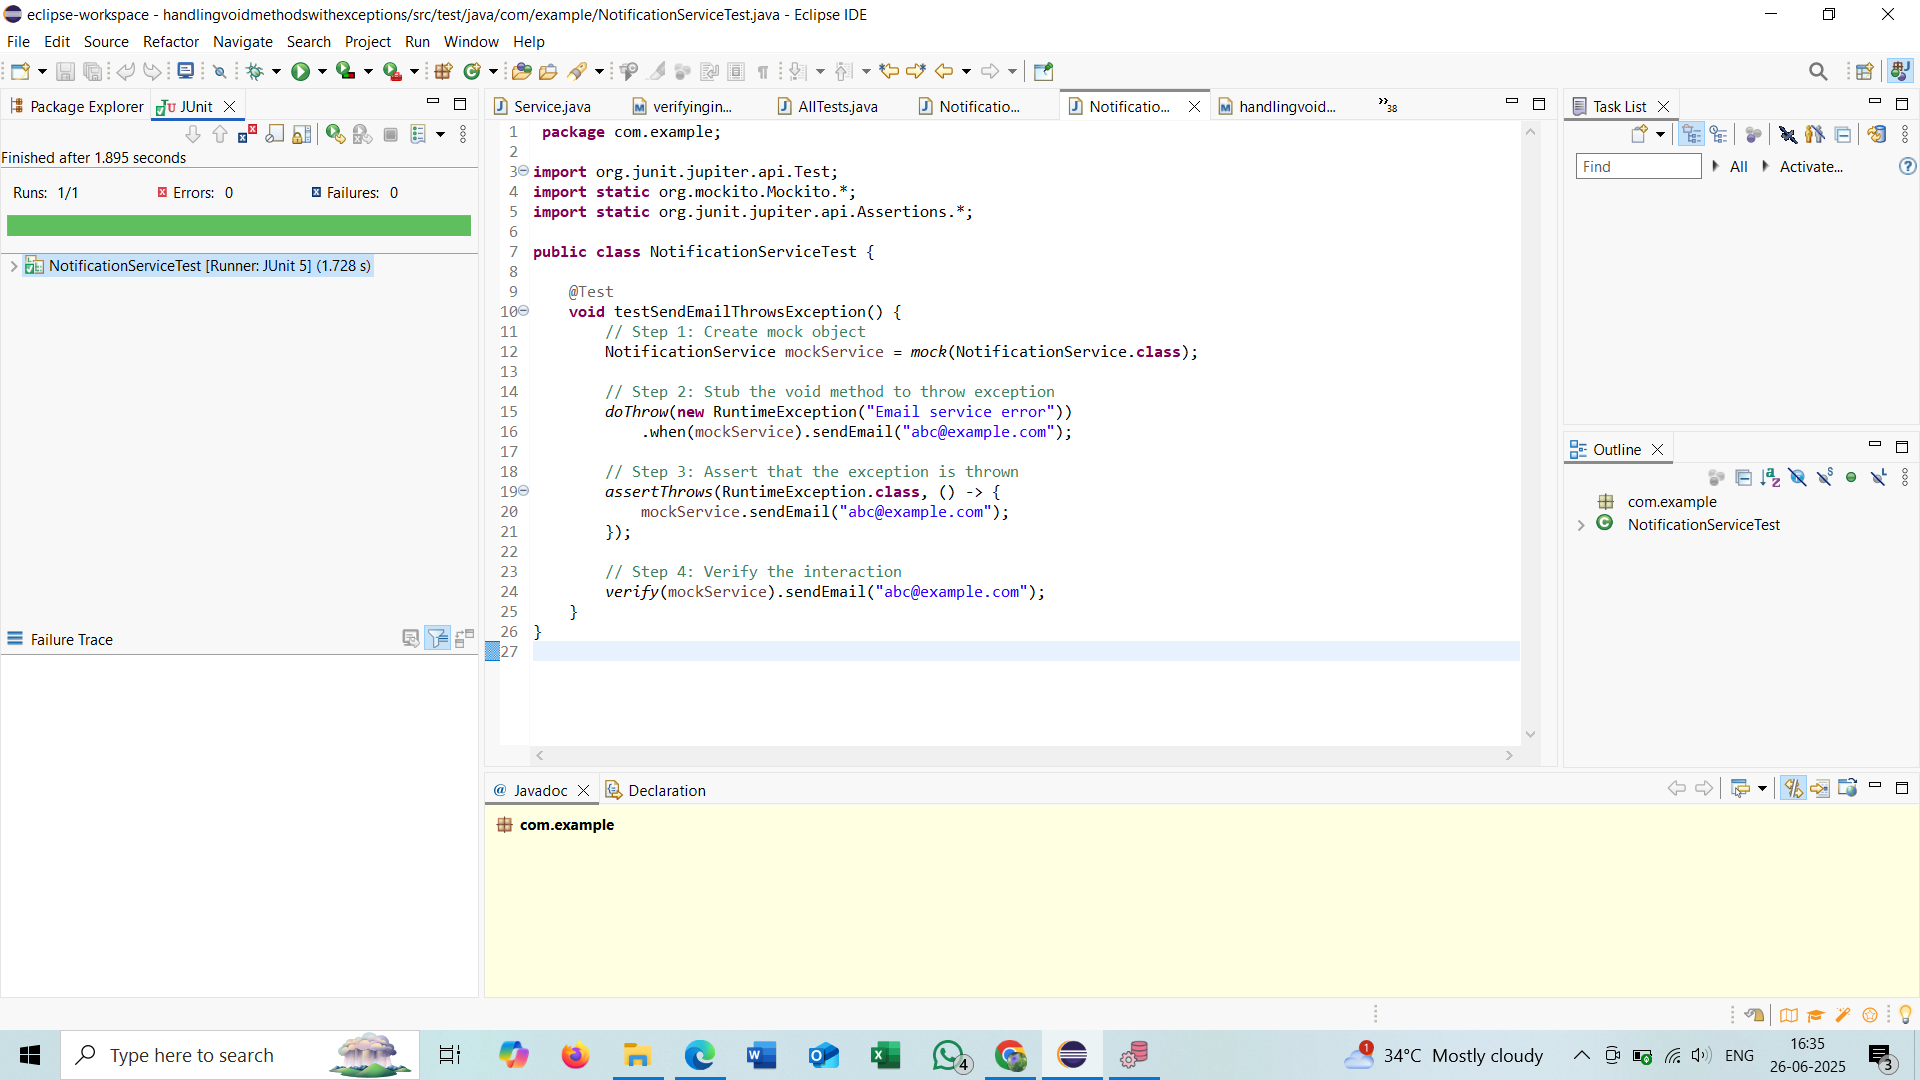 eclipse-workspace - handlingvoidmethodswithexceptions/src/test/java/com/example/NotificationServiceTest.java - Eclipse IDE
File Edit Source Refactor Navigate Search Project Run Window Help
Package Explorer
JUnit
Finished after 1.895 seconds
Runs: 1/1
Errors: 0
Failures: 0
NotificationServiceTest [Runner: JUnit 5] (1.728 s)
Failure Trace
Service.java
verifyingin...
AllTests.java
Notificatio...
Notificatio...
handlingvoid...
»38
1 package com.example;
2
3 import org.junit.jupiter.api.Test;
4 import static org.mockito.Mockito.*;
5 import static org.junit.jupiter.api.Assertions.*;
6
7 public class NotificationServiceTest {
8
9 @Test
10 void testSendEmailThrowsException() {
11 // Step 1: Create mock object
12 NotificationService mockService = mock(NotificationService.class);
13
14 // Step 2: Stub the void method to throw exception
15 doThrow(new RuntimeException("Email service error"))
16 .when(mockService).sendEmail("abc@example.com");
17
18 // Step 3: Assert that the exception is thrown
19 assertThrows(RuntimeException.class, () -> {
20 mockService.sendEmail("abc@example.com");
21 });
22
23 // Step 4: Verify the interaction
24 verify(mockService).sendEmail("abc@example.com");
25 }
26 }
27
Task List
Find
All
Activate...
Outline
com.example
NotificationServiceTest
@ Javadoc
Declaration
com.example
Type here to search
4
1
34°C Mostly cloudy
ENG
16:35
26-06-2025
3